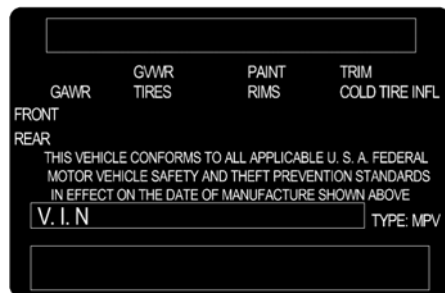 GVWR PAINT TRIM
GAWR TIRES RIMS COLD TIRE INFL
FRONT
REAR
THIS VEHICLE CONFORMS TO ALL APPLICABLE U. S. A. FEDERAL
MOTOR VEHICLE SAFETY AND THEFT PREVENTION STANDARDS
IN EFFECT ON THE DATE OF MANUFACTURE SHOWN ABOVE
V. I. N TYPE: MPV